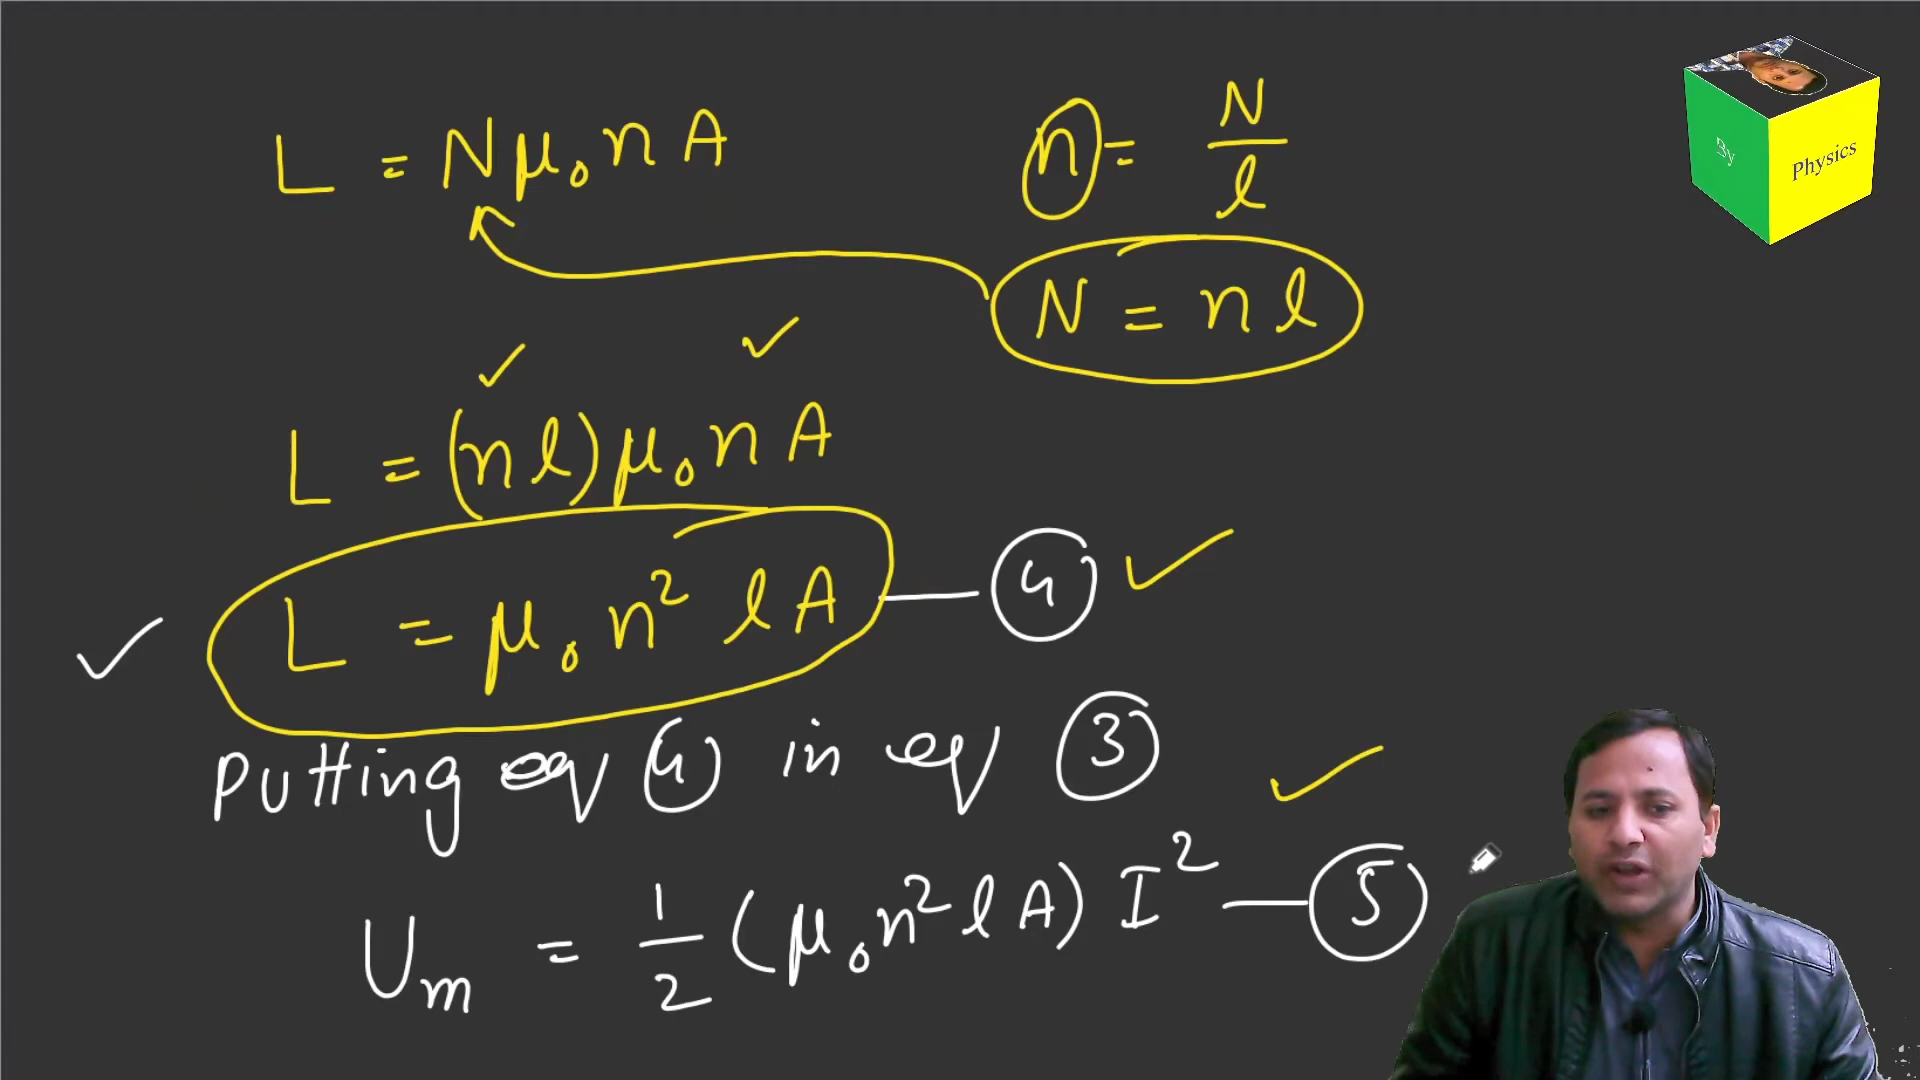 L = Nμ₀nA
n = N/l
N = nl
L = (nl)μ₀nA
L = μ₀n²lA — 4
Putting eq 4 in eq 3
Uₘ = 1/2 (μ₀n²lA) I² — 5
By Physics